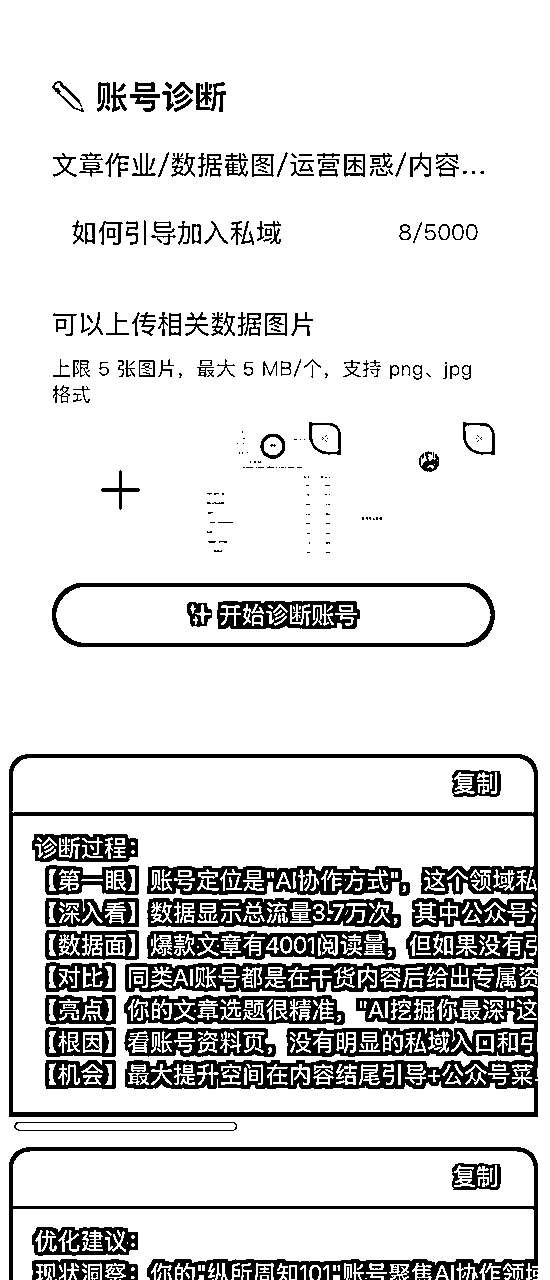 账号诊断
文章作业/数据截图/运营困惑/内容...
如何引导加入私域 8/5000
可以上传相关数据图片
上限 5 张图片，最大 5 MB/个，支持 png、jpg
格式
开始诊断账号
复制
诊断过程：
【第一眼】账号定位是"AI协作方式"，这个领域私
【深入看】数据显示总流量3.7万次，其中公众号
【数据面】爆款文章有4001阅读量，但如果没有引
【对比】同类AI账号都是在干货内容后给出专属资
【亮点】你的文章选题很精准，"AI挖掘你最深"这
【根因】看账号资料页，没有明显的私域入口和引
【机会】最大提升空间在内容结尾引导+公众号菜
复制
优化建议：
现状洞察：你的"纵所周知101"账号聚焦AI协作领域